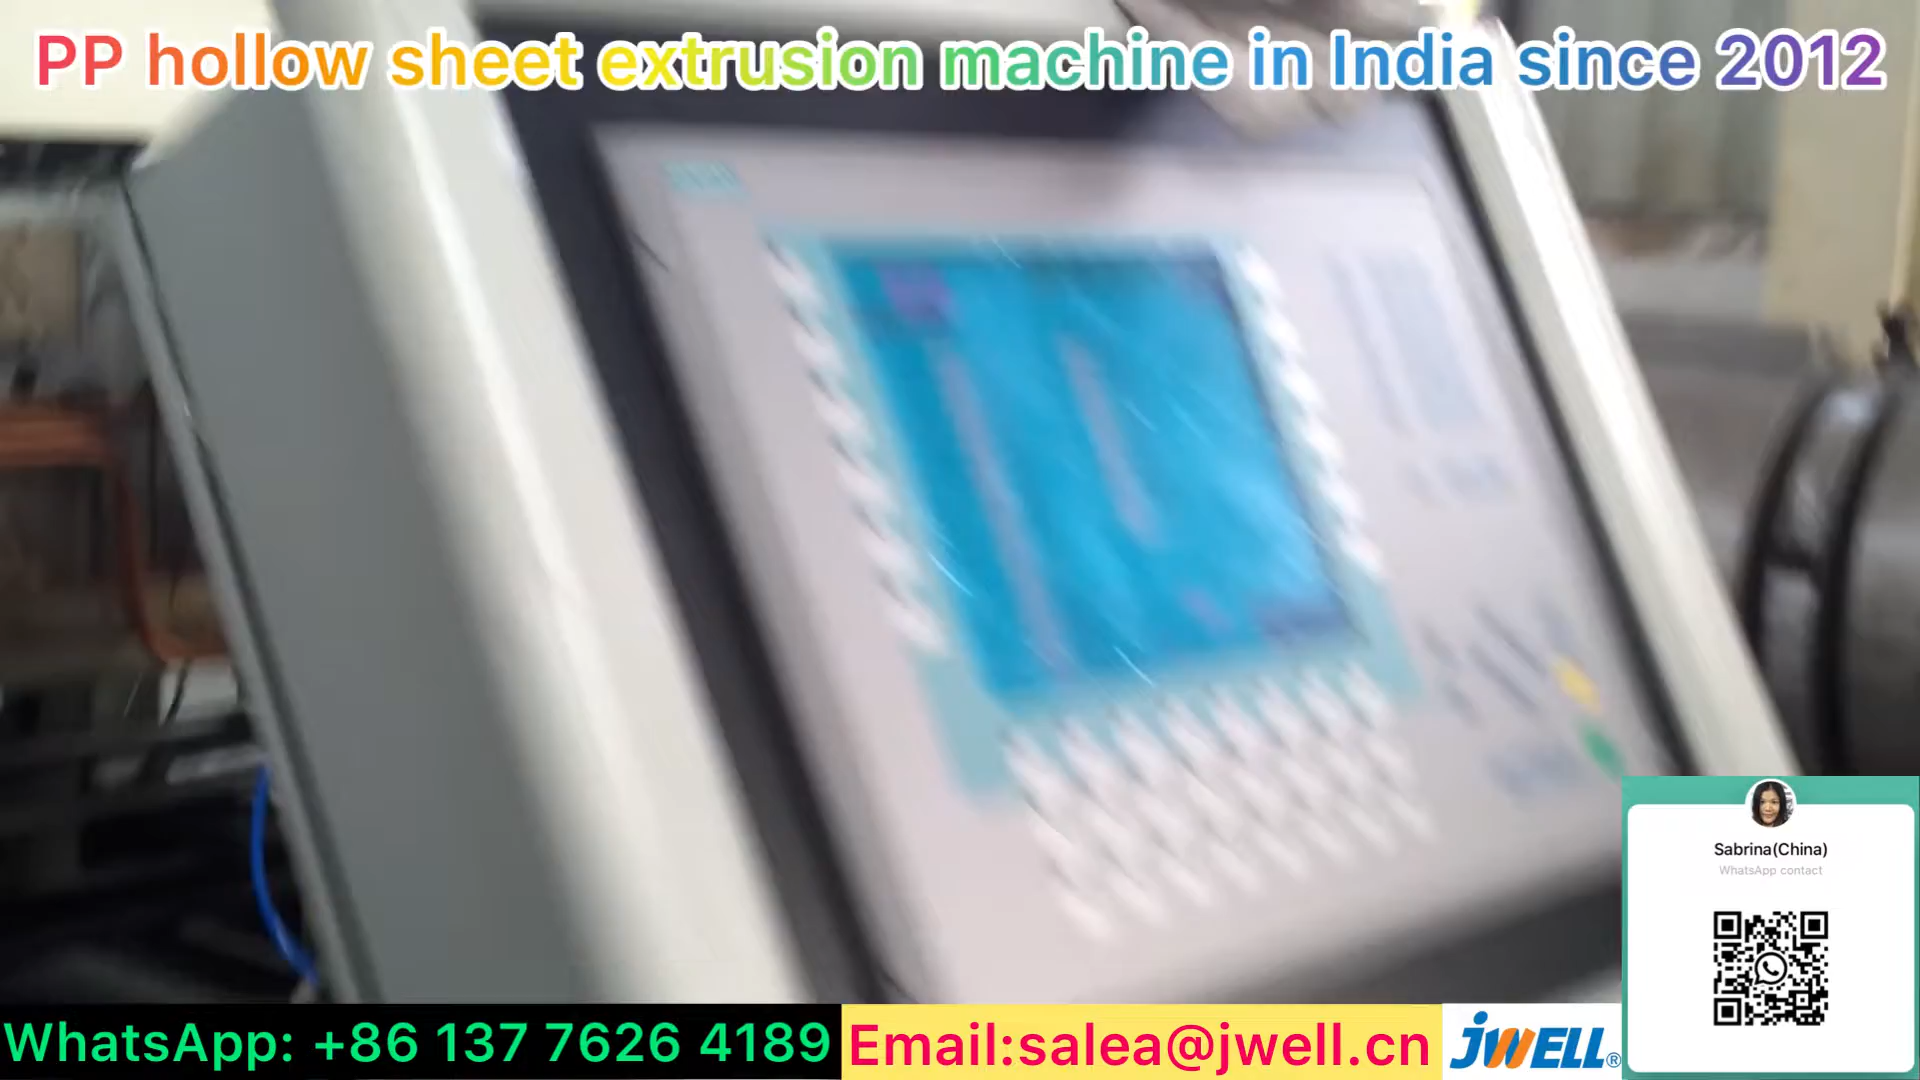 PP hollow sheet extrusion machine in India since 2012
Sabrina(China)
WhatsApp contact
WhatsApp: +86 137 7626 4189
Email:salea@jwell.cn
JWELL®